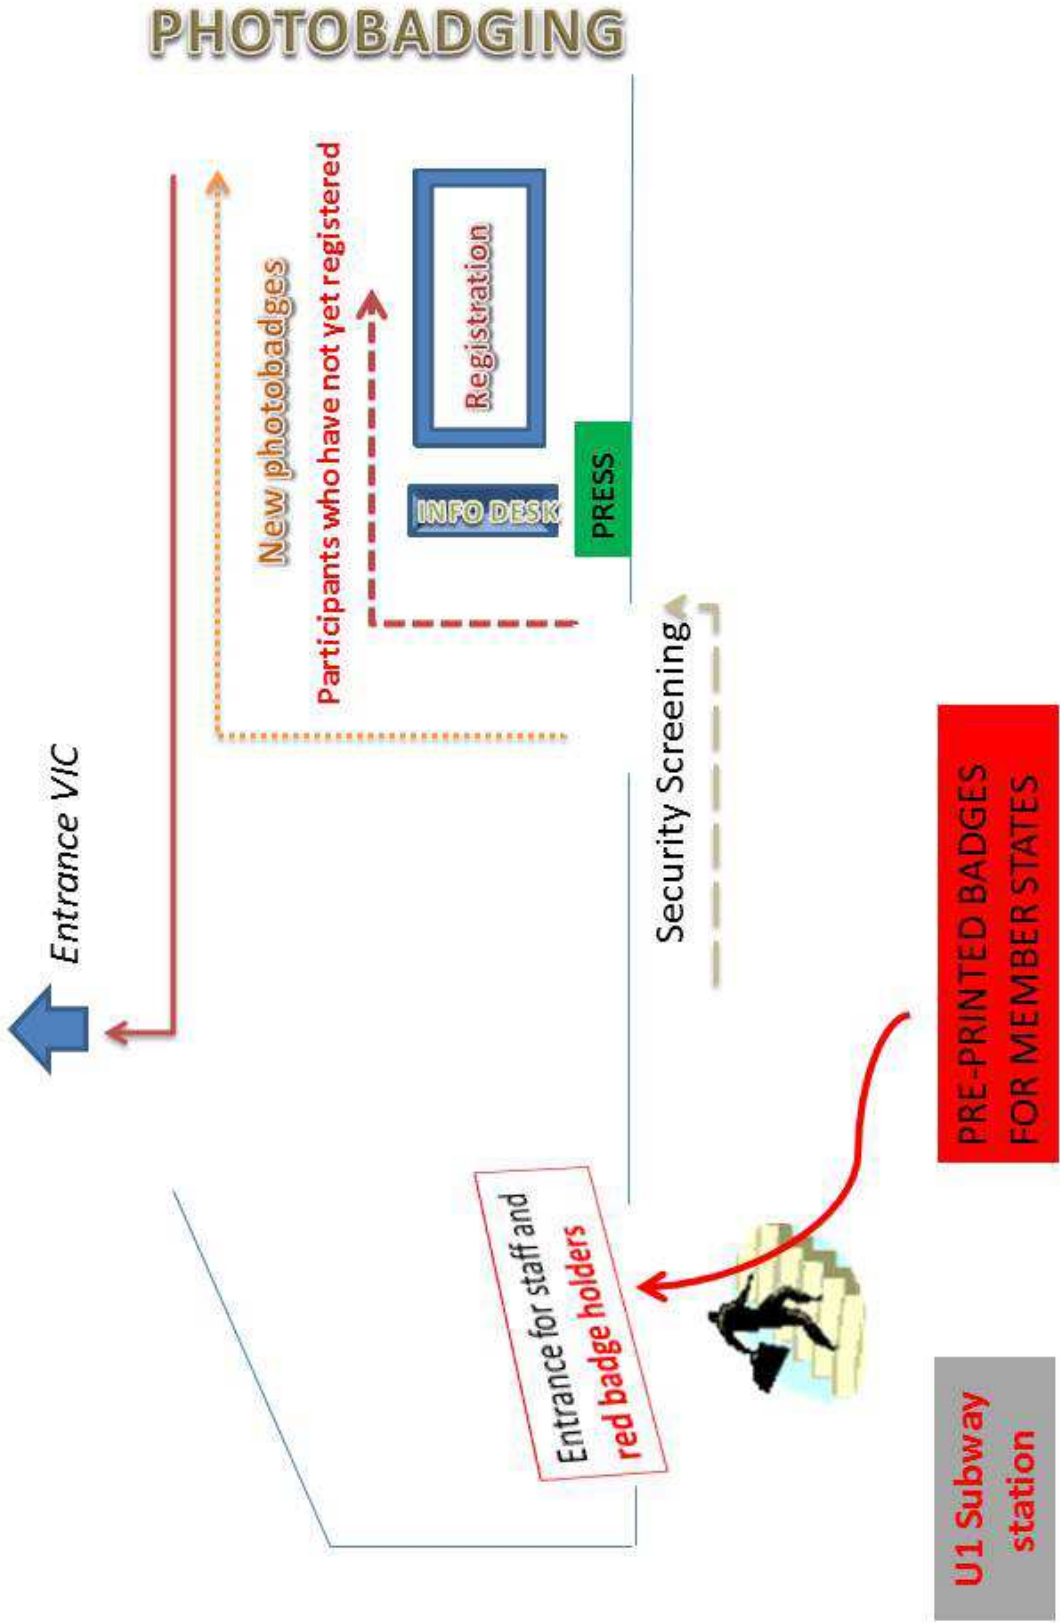 PHOTOBADGING
Entrance VIC
New photobadges
Participants who have not yet registered
Registration
INFO DESK
PRESS
Security Screening
Entrance for staff and
red badge holders
PRE-PRINTED BADGES
FOR MEMBER STATES
U1 Subway
station